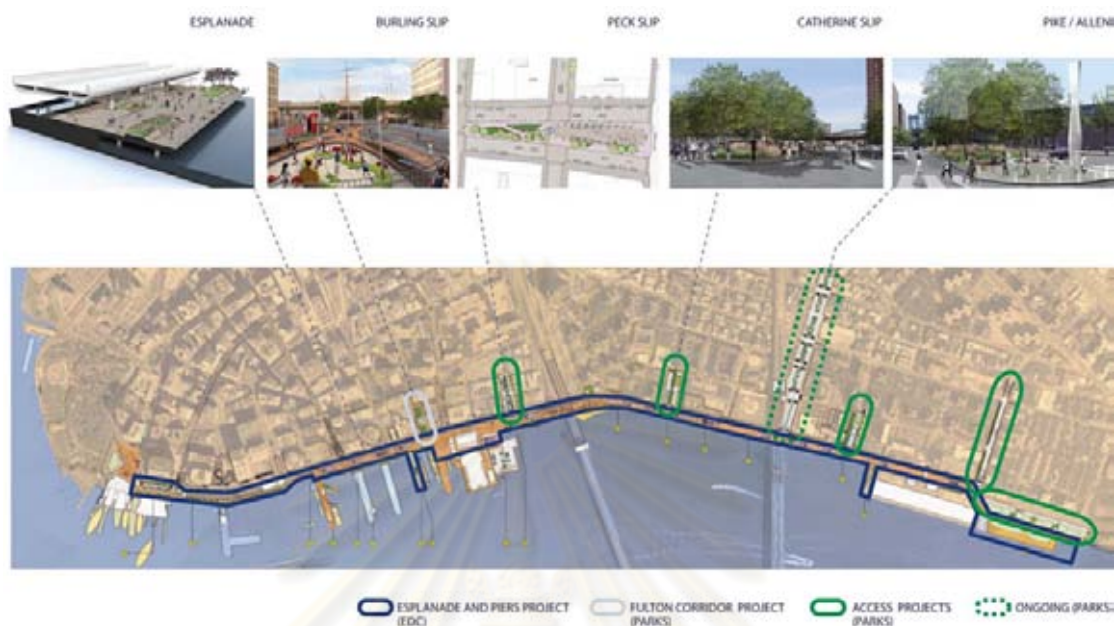 ESPLANADE
BURLING SLIP
PECK SLIP
CATHERINE SLIP
PIKE / ALLEN
ESPLANADE AND PIERS PROJECT
(EDC)
FULTON CORRIDOR PROJECT
(PARKS)
ACCESS PROJECTS
(PARKS)
ONGOING (PARKS